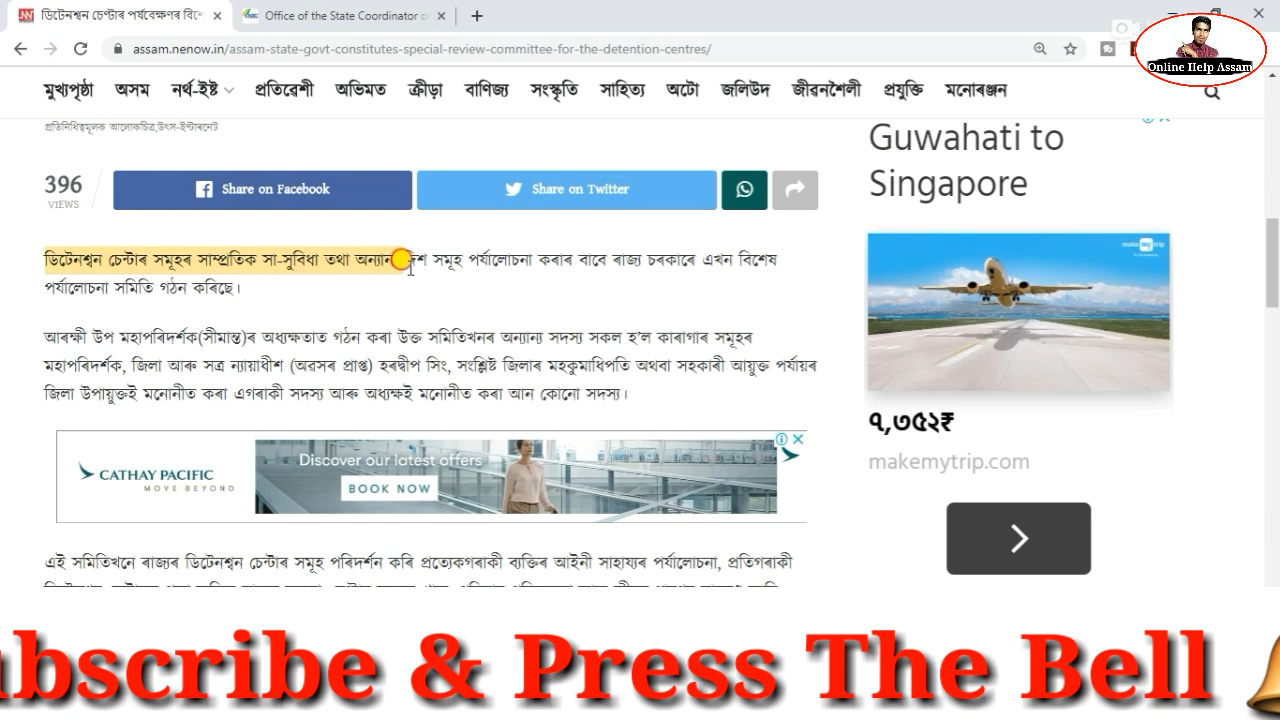 ডিটেনশ্বন চেণ্টাৰ পৰ্যবেক্ষণৰ বিশে
Office of the State Coordinator o
assam.nenow.in/assam-state-govt-constitutes-special-review-committee-for-the-detention-centres/
Online Help Assam
মুখ্যপৃষ্ঠা অসম নৰ্থ-ইষ্ট প্ৰতিৱেশী অভিমত ক্ৰীড়া বাণিজ্য সংস্কৃতি সাহিত্য অটো জলিউদ জীৱনশৈলী প্ৰযুক্তি মনোৰঞ্জন
প্ৰতিনিধিত্বমূলক আলোকচিত্ৰ,উৎস-ইণ্টাৰনেট
396
VIEWS
Share on Facebook
Share on Twitter
ডিটেনশ্বন চেন্টাৰ সমূহৰ সাম্প্ৰতিক সা-সুবিধা তথা অন্যান দিশ সমূহ পৰ্যালোচনা কৰাৰ বাবে ৰাজ্য চৰকাৰে এখন বিশেষ
পৰ্যালোচনা সমিতি গঠন কৰিছে।
আৰক্ষী উপ মহাপৰিদৰ্শক(সীমান্ত)ৰ অধ্যক্ষতাত গঠন কৰা উক্ত সমিতিখনৰ অন্যান্য সদস্য সকল হ'ল কাৰাগাৰ সমূহৰ
মহাপৰিদৰ্শক, জিলা আৰু সত্ৰ ন্যায়াধীশ (অবসৰ প্ৰাপ্ত) হৰদ্বীপ সিং, সংশ্লিষ্ট জিলাৰ মহকুমাধিপতি অথবা সহকাৰী আয়ুক্ত পৰ্যায়ৰ
জিলা উপায়ুক্তই মনোনীত কৰা এগৰাকী সদস্য আৰু অধ্যক্ষই মনোনীত কৰা আন কোনো সদস্য।
CATHAY PACIFIC
MOVE BEYOND
Discover our latest offers
BOOK NOW
এই সমিতিখনে ৰাজ্যৰ ডিটেনশ্বন চেন্টাৰ সমূহ পৰিদৰ্শন কৰি প্ৰত্যেকগৰাকী ব্যক্তিৰ আইনী সাহায্যৰ পৰ্যালোচনা, প্ৰতিগৰাকী
Guwahati to
Singapore
make my trip
৭,৩৫২₹
makemytrip.com
ubscribe & Press The Bell